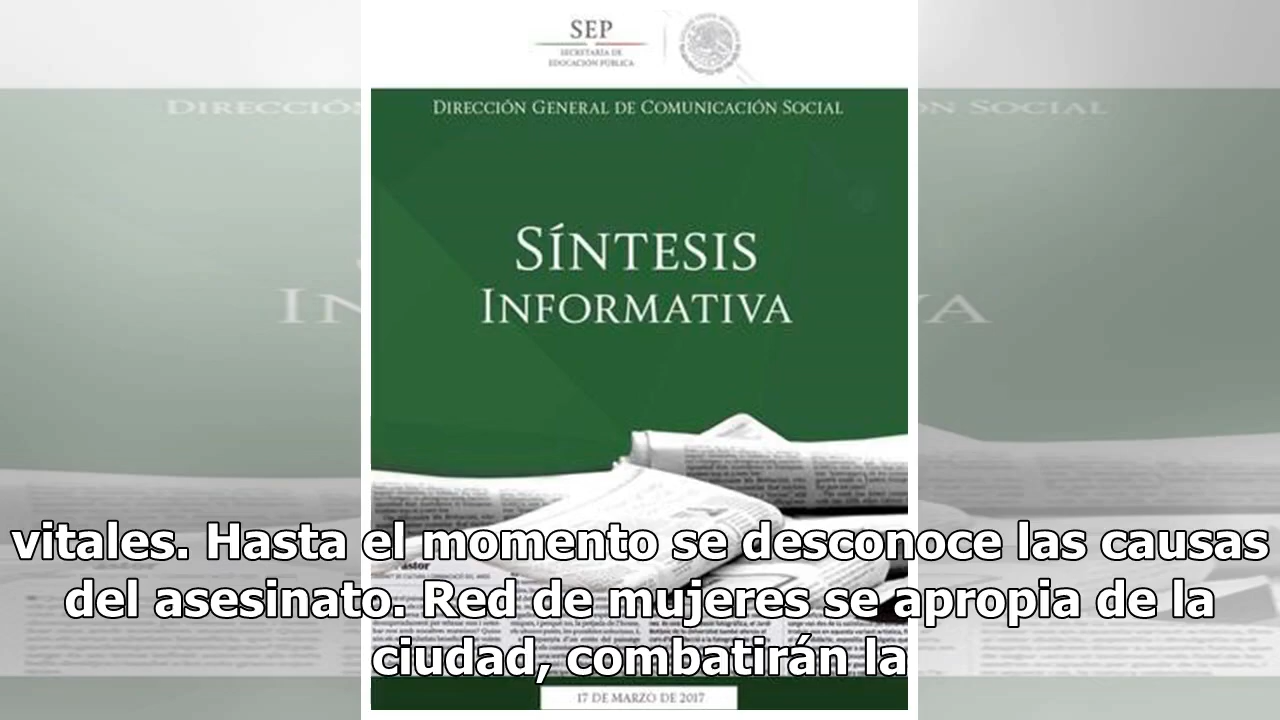 SEP
SECRETARÍA DE
EDUCACIÓN PÚBLICA
DIRECCIÓN GENERAL DE COMUNICACIÓN SOCIAL
SÍNTESIS
INFORMATIVA
vitales. Hasta el momento se desconoce las causas
del asesinato. Red de mujeres se apropia de la
ciudad, combatirán la
17 DE MARZO DE 2017